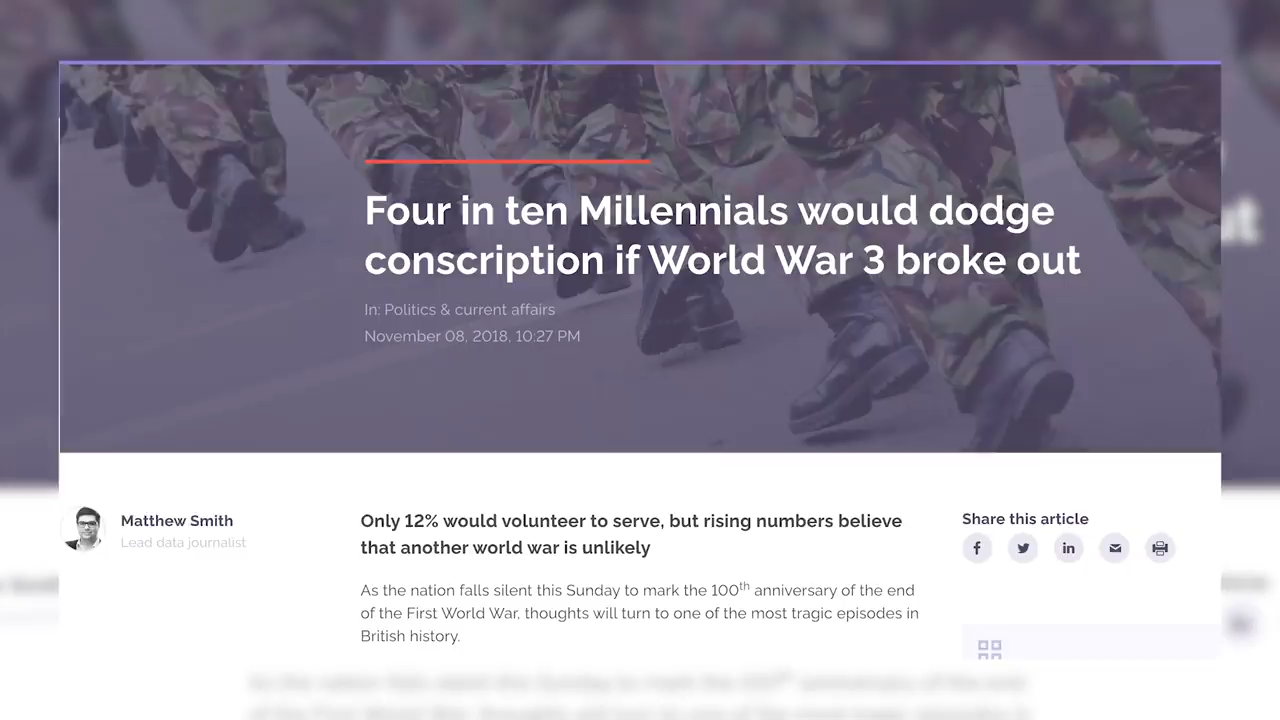 Four in ten Millennials would dodge
conscription if World War 3 broke out
In: Politics & current affairs
November 08, 2018, 10:27 PM
Matthew Smith
Lead data journalist
Only 12% would volunteer to serve, but rising numbers believe
that another world war is unlikely
As the nation falls silent this Sunday to mark the 100th anniversary of the end
of the First World War, thoughts will turn to one of the most tragic episodes in
British history.
Share this article